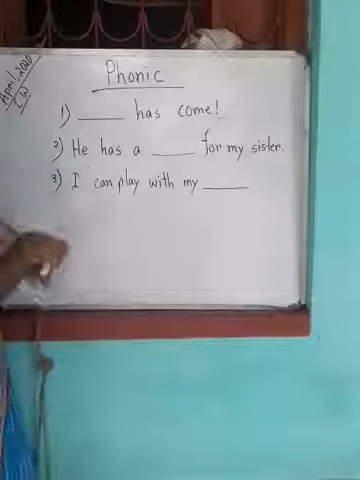 April, 2020
C.W
Phonic
1) ____ has come!
2) He has a ____ for my sister.
3) I can play with my ____